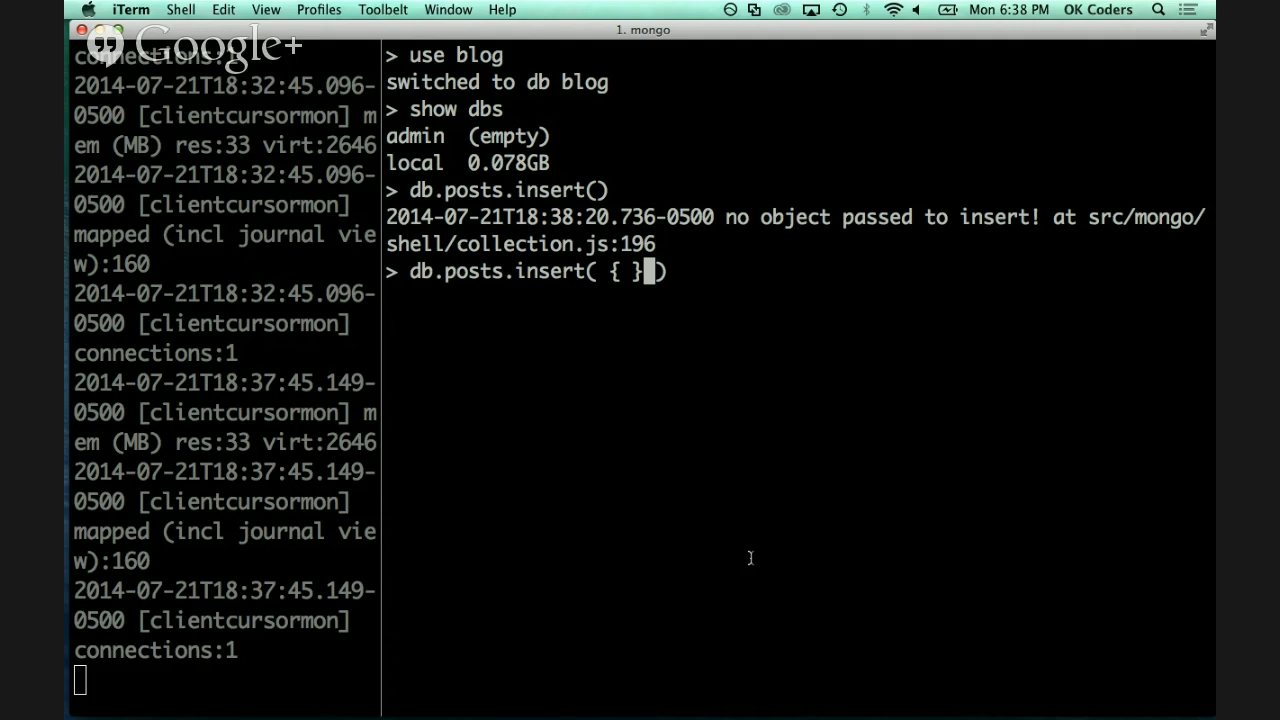 iTerm Shell Edit View Profiles Toolbelt Window Help Mon 6:38 PM OK Coders
1. mongo
Google+
connections:1
2014-07-21T18:32:45.096-
0500 [clientcursormon] m
em (MB) res:33 virt:2646
2014-07-21T18:32:45.096-
0500 [clientcursormon]
mapped (incl journal vie
w):160
2014-07-21T18:32:45.096-
0500 [clientcursormon]
connections:1
2014-07-21T18:37:45.149-
0500 [clientcursormon] m
em (MB) res:33 virt:2646
2014-07-21T18:37:45.149-
0500 [clientcursormon]
mapped (incl journal vie
w):160
2014-07-21T18:37:45.149-
0500 [clientcursormon]
connections:1
> use blog
switched to db blog
> show dbs
admin (empty)
local 0.078GB
> db.posts.insert()
2014-07-21T18:38:20.736-0500 no object passed to insert! at src/mongo/
shell/collection.js:196
> db.posts.insert( { } )